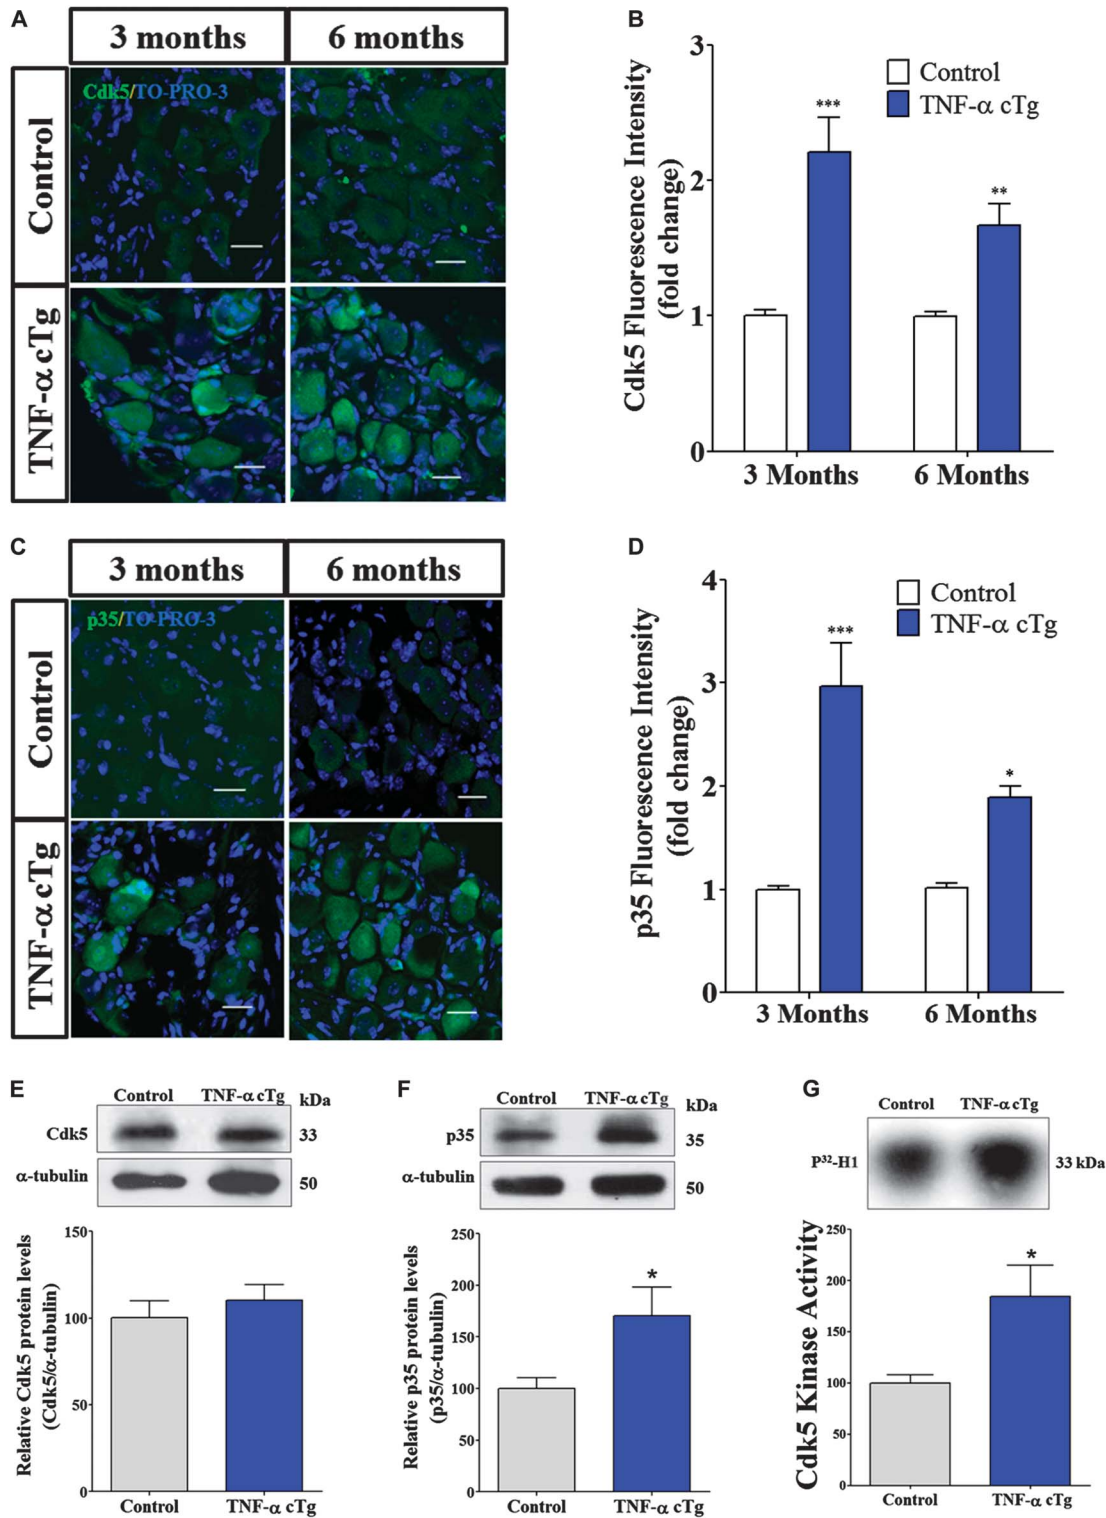 A
3 months
6 months
Control
TNF-α cTg
Cdk5/TO-PRO-3
B
Cdk5 Fluorescence Intensity
(fold change)
3
2
1
0
Control
TNF-α cTg
***
**
3 Months
6 Months
C
3 months
6 months
Control
TNF-α cTg
p35/TO-PRO-3
D
p35 Fluorescence Intensity
(fold change)
4
3
2
1
0
Control
TNF-α cTg
***
*
3 Months
6 Months
E
Control
TNF-α cTg
kDa
Cdk5
33
α-tubulin
50
Relative Cdk5 protein levels
(Cdk5/α-tubulin)
150
100
50
0
Control
TNF-α cTg
F
Control
TNF-α cTg
kDa
p35
35
α-tubulin
50
Relative p35 protein levels
(p35/α-tubulin)
250
200
150
100
50
0
*
Control
TNF-α cTg
G
Control
TNF-α cTg
P³²-H1
33 kDa
Cdk5 Kinase Activity
250
200
150
100
50
0
*
Control
TNF-α cTg